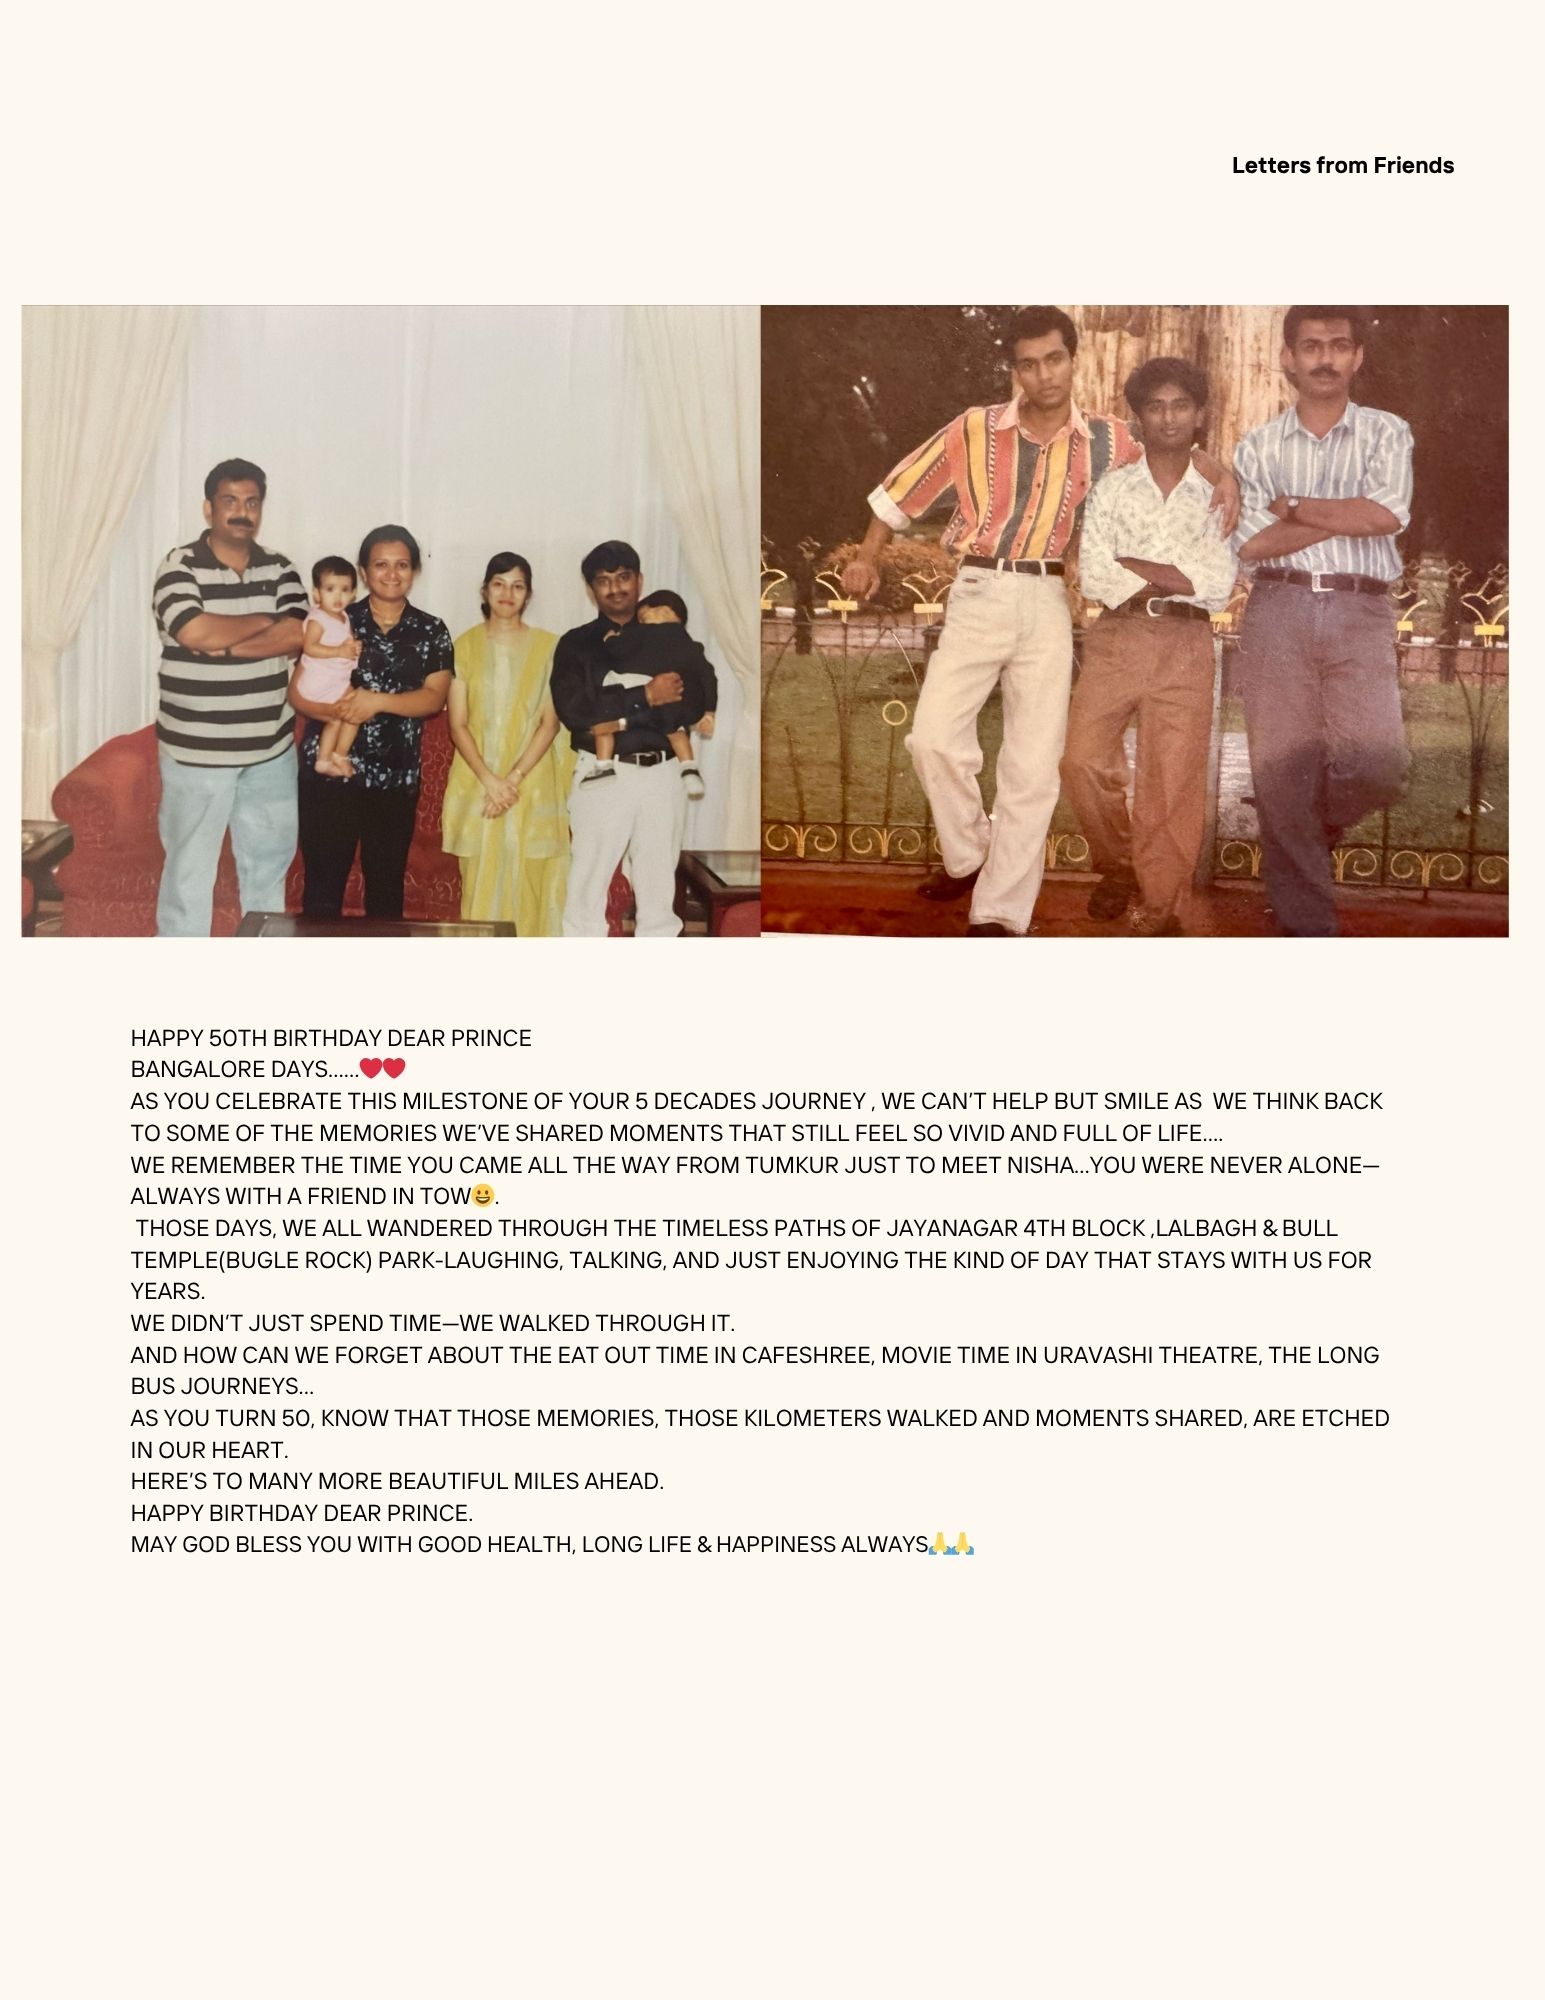 Letters from Friends
HAPPY 50TH BIRTHDAY DEAR PRINCE
BANGALORE DAYS......❤️❤️
AS YOU CELEBRATE THIS MILESTONE OF YOUR 5 DECADES JOURNEY , WE CAN’T HELP BUT SMILE AS  WE THINK BACK
TO SOME OF THE MEMORIES WE’VE SHARED MOMENTS THAT STILL FEEL SO VIVID AND FULL OF LIFE....
WE REMEMBER THE TIME YOU CAME ALL THE WAY FROM TUMKUR JUST TO MEET NISHA...YOU WERE NEVER ALONE—
ALWAYS WITH A FRIEND IN TOW😀.
THOSE DAYS, WE ALL WANDERED THROUGH THE TIMELESS PATHS OF JAYANAGAR 4TH BLOCK ,LALBAGH & BULL
TEMPLE(BUGLE ROCK) PARK-LAUGHING, TALKING, AND JUST ENJOYING THE KIND OF DAY THAT STAYS WITH US FOR
YEARS.
WE DIDN’T JUST SPEND TIME—WE WALKED THROUGH IT.
AND HOW CAN WE FORGET ABOUT THE EAT OUT TIME IN CAFESHREE, MOVIE TIME IN URAVASHI THEATRE, THE LONG
BUS JOURNEYS...
AS YOU TURN 50, KNOW THAT THOSE MEMORIES, THOSE KILOMETERS WALKED AND MOMENTS SHARED, ARE ETCHED
IN OUR HEART.
HERE’S TO MANY MORE BEAUTIFUL MILES AHEAD.
HAPPY BIRTHDAY DEAR PRINCE.
MAY GOD BLESS YOU WITH GOOD HEALTH, LONG LIFE & HAPPINESS ALWAYS🙏🙏